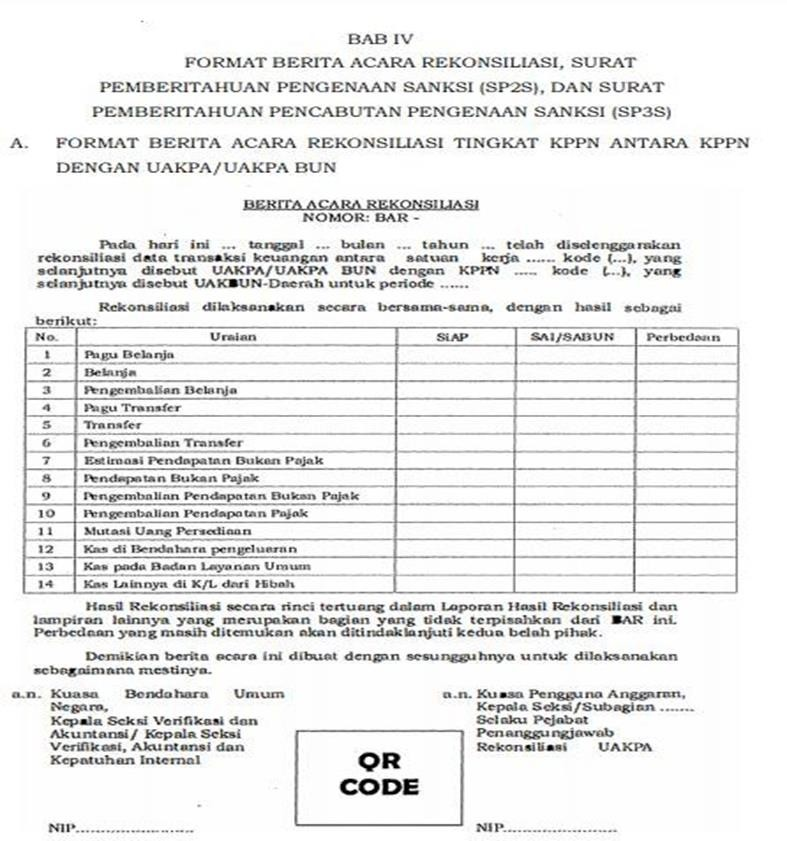 BAB IV
FORMAT BERITA ACARA REKONSILIASI, SURAT
PEMBERITAHUAN PENGENAAN SANKSI (SP2S), DAN SURAT
PEMBERITAHUAN PENCABUTAN PENGENAAN SANKSI (SP3S)
A. FORMAT BERITA ACARA REKONSILIASI TINGKAT KPPN ANTARA KPPN
DENGAN UAKPA/UAKPA BUN
BERITA ACARA REKONSILIASI
NOMOR: BAR -
Pada hari ini ... tanggal ... bulan ... tahun ... telah diselenggarakan
rekonsiliasi data transaksi keuangan antara satuan kerja ...... kode (...), yang
selanjutnya disebut UAKPA/UAKPA BUN dengan KPPN ..... kode (...), yang
selanjutnya disebut UAKBUN-Daerah untuk periode ......
Rekonsiliasi dilaksanakan secara bersama-sama, dengan hasil sebagai
berikut:
No. Uraian SiAP SAI/SABUN Perbedaan
1 Pagu Belanja
2 Belanja
3 Pengembalian Belanja
4 Pagu Transfer
5 Transfer
6 Pengembalian Transfer
7 Estimasi Pendapatan Bukan Pajak
8 Pendapatan Bukan Pajak
9 Pengembalian Pendapatan Bukan Pajak
10 Pengembalian Pendapatan Pajak
11 Mutasi Uang Persediaan
12 Kas di Bendahara pengeluaran
13 Kas pada Badan Layanan Umum
14 Kas Lainnya di K/L dari Hibah
Hasil Rekonsiliasi secara rinci tertuang dalam Laporan Hasil Rekonsiliasi dan
lampiran lainnya yang merupakan bagian yang tidak terpisahkan dari BAR ini.
Perbedaan yang masih ditemukan akan ditindaklanjuti kedua belah pihak.
Demikian berita acara ini dibuat dengan sesungguhnya untuk dilaksanakan
sebagaimana mestinya.
a.n. Kuasa Bendahara Umum
Negara,
Kepala Seksi Verifikasi dan
Akuntansi/ Kepala Seksi
Verifikasi, Akuntansi dan
Kepatuhan Internal
NIP..........................
QR
CODE
a.n. Kuasa Pengguna Anggaran,
Kepala Seksi/Subagian .......
Selaku Pejabat
Penanggungjawab
Rekonsiliasi UAKPA
NIP.........................